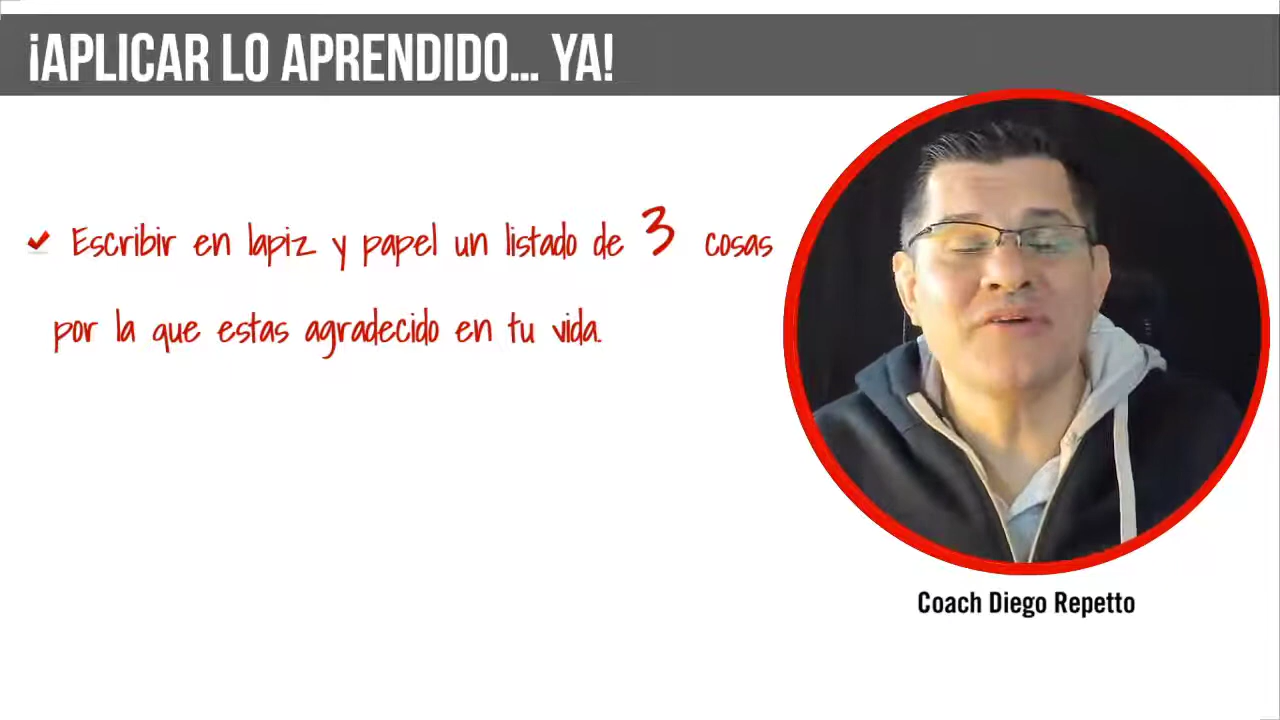 ¡APLICAR LO APRENDIDO... YA!
Escribir en lapiz y papel un listado de 3 cosas
por la que estas agradecido en tu vida.
Coach Diego Repetto